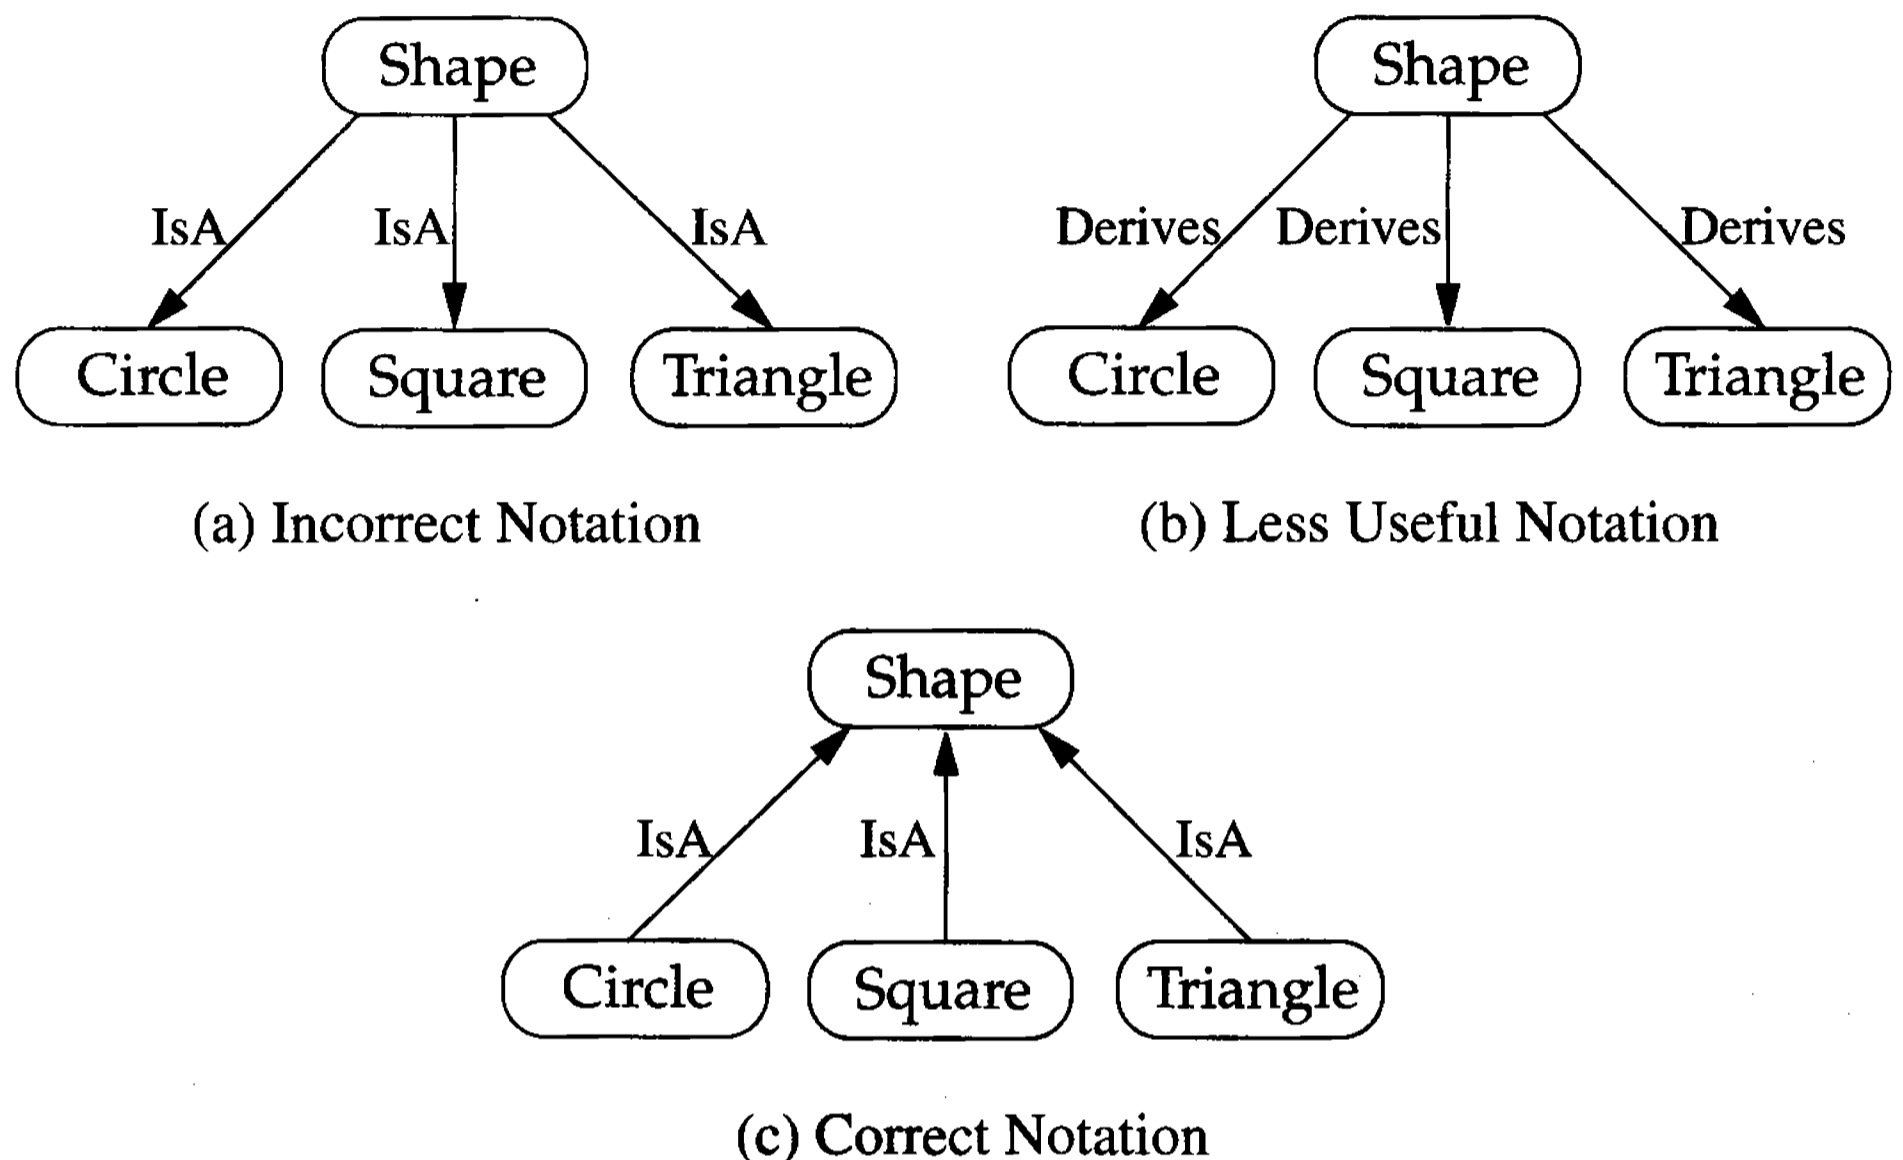 Shape
IsA IsA IsA
Circle Square Triangle
(a) Incorrect Notation
Shape
Derives Derives Derives
Circle Square Triangle
(b) Less Useful Notation
Shape
IsA IsA IsA
Circle Square Triangle
(c) Correct Notation